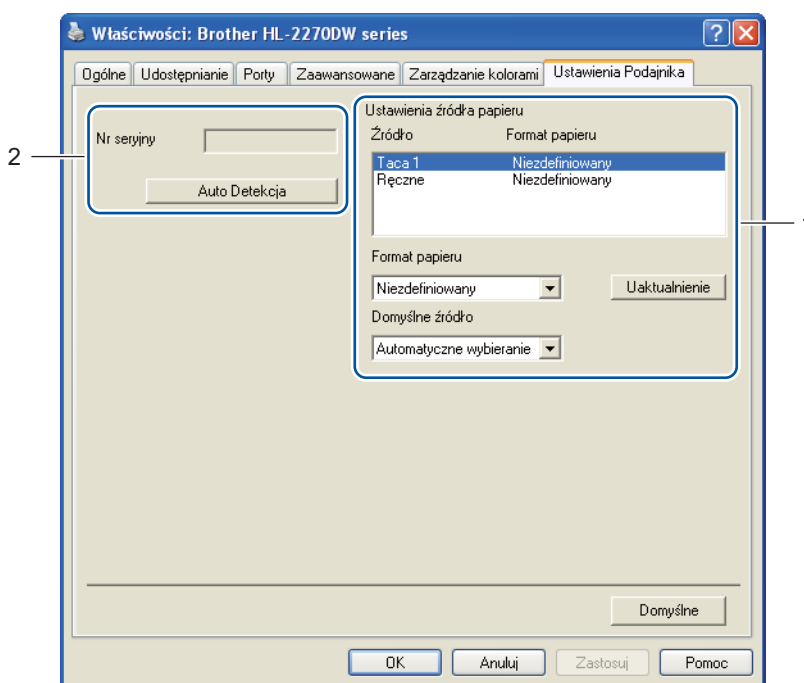 Właściwości: Brother HL-2270DW series
Ogólne Udostępnianie Porty Zaawansowane Zarządzanie kolorami Ustawienia Podajnika
2
Nr seryjny
Auto Detekcja
Ustawienia źródła papieru
Źródło Format papieru
Taca 1 Niezdefiniowany
Ręczne Niezdefiniowany
Format papieru
Niezdefiniowany Uaktualnienie
Domyślne źródło
Automatyczne wybieranie
Domyślne
OK Anuluj Zastosuj Pomoc